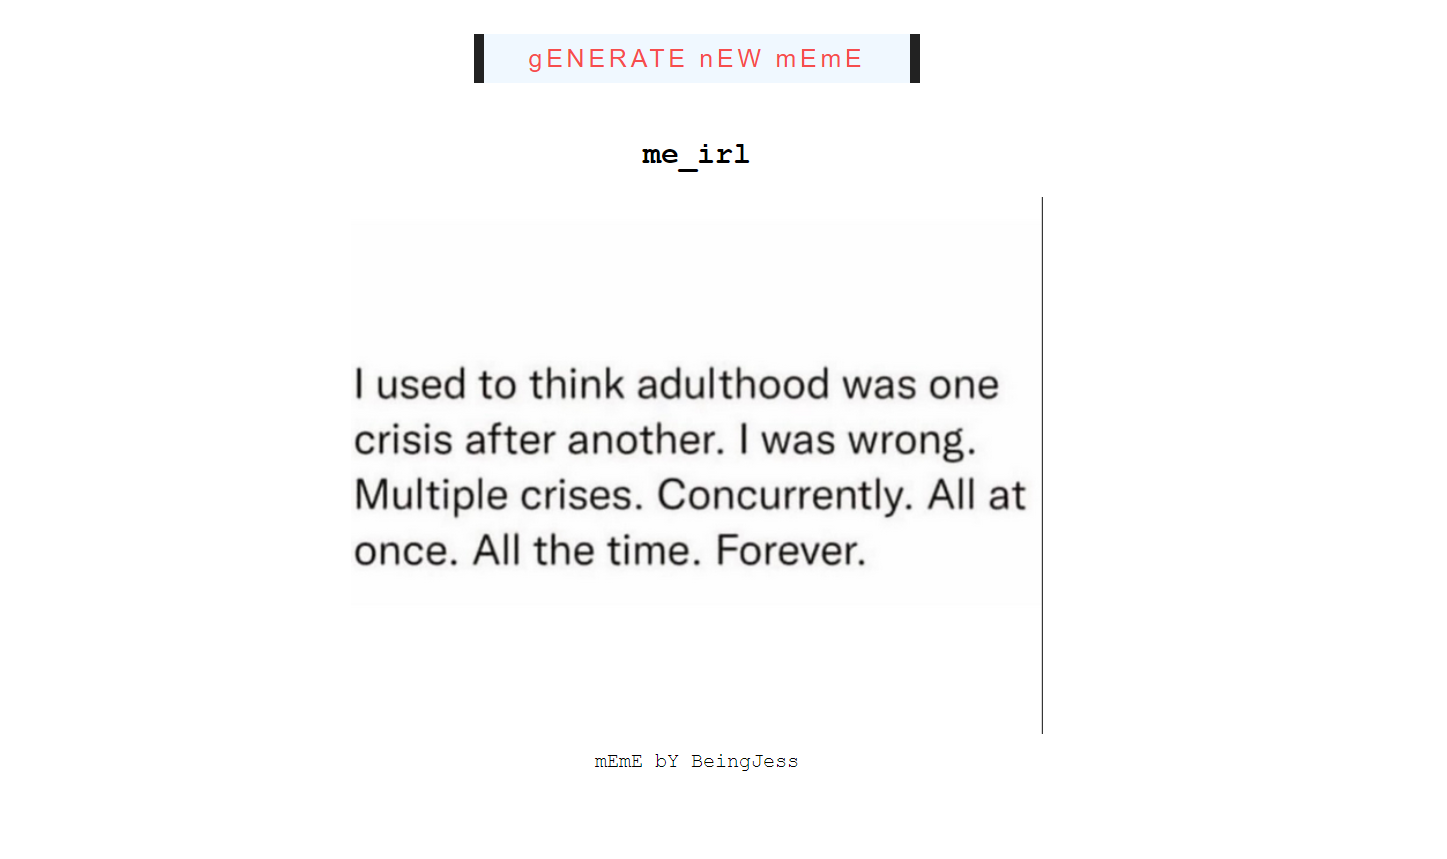 gENERATE nEW mEmE
me_irl
I used to think adulthood was one
crisis after another. I was wrong.
Multiple crises. Concurrently. All at
once. All the time. Forever.
mEmE bY BeingJess